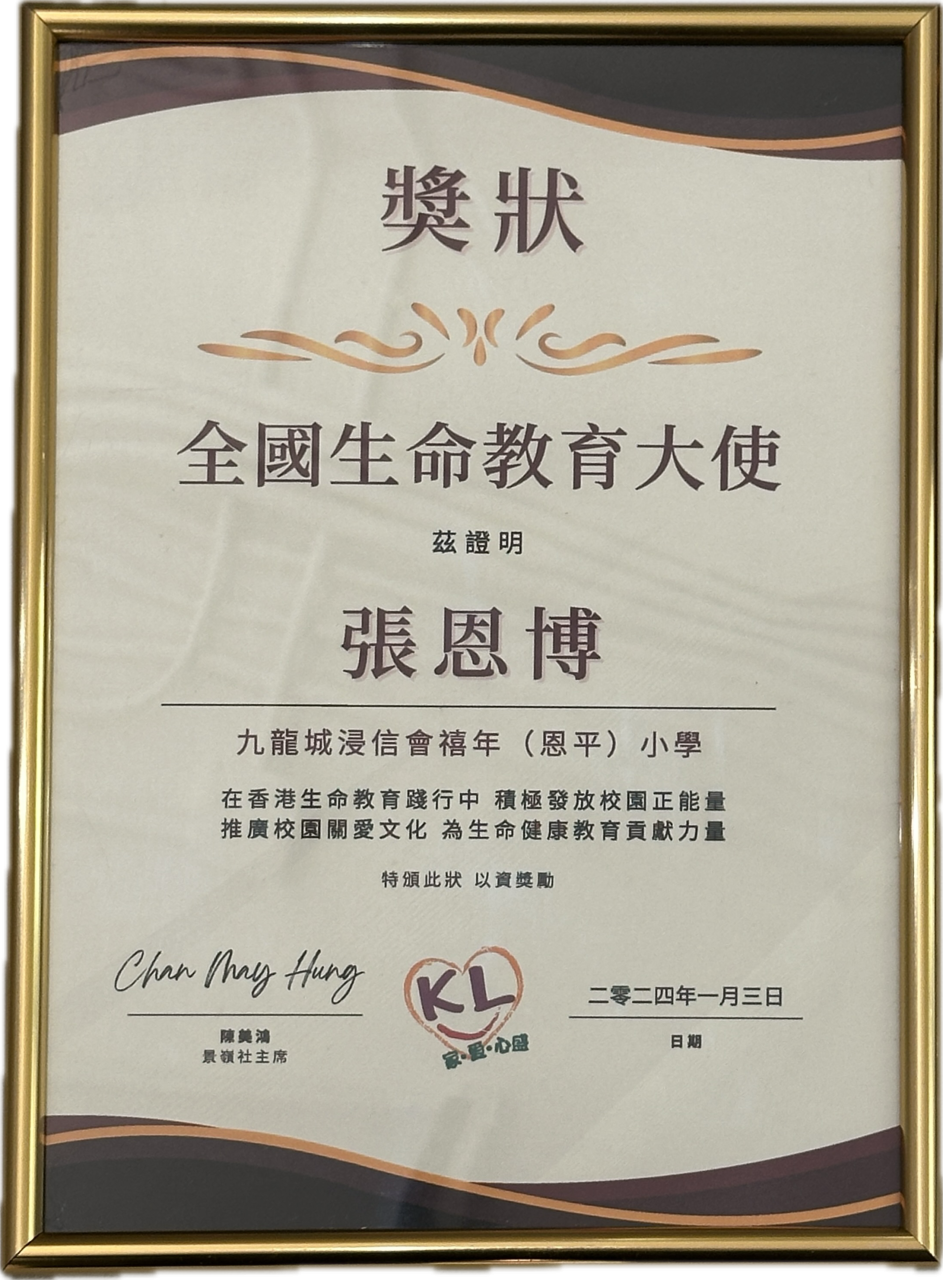 獎狀
全國生命教育大使
茲證明
張恩博
九龍城浸信會禧年（恩平）小學
在香港生命教育踐行中 積極發放校園正能量
推廣校園關愛文化 為生命健康教育貢獻力量
特頒此狀 以資獎勵
Chan May Hung
陳美鴻
景嶺社主席
KL
家·愛·心盛
二零二四年一月三日
日期